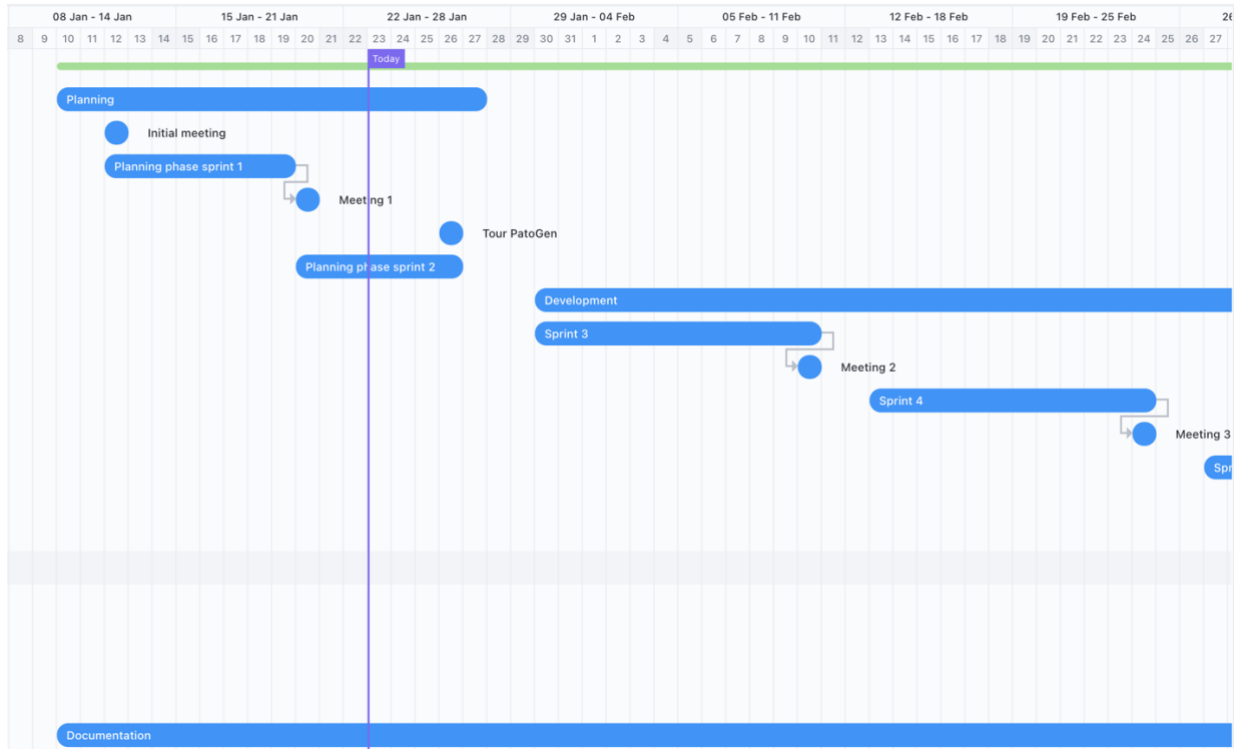 08 Jan - 14 Jan 15 Jan - 21 Jan 22 Jan - 28 Jan 29 Jan - 04 Feb 05 Feb - 11 Feb 12 Feb - 18 Feb 19 Feb - 25 Feb 26
8 9 10 11 12 13 14 15 16 17 18 19 20 21 22 23 24 25 26 27 28 29 30 31 1 2 3 4 5 6 7 8 9 10 11 12 13 14 15 16 17 18 19 20 21 22 23 24 25 26 27
Today
Planning
Initial meeting
Planning phase sprint 1
Meeting 1
Tour PatoGen
Planning phase sprint 2
Development
Sprint 3
Meeting 2
Sprint 4
Meeting 3
Spr
Documentation